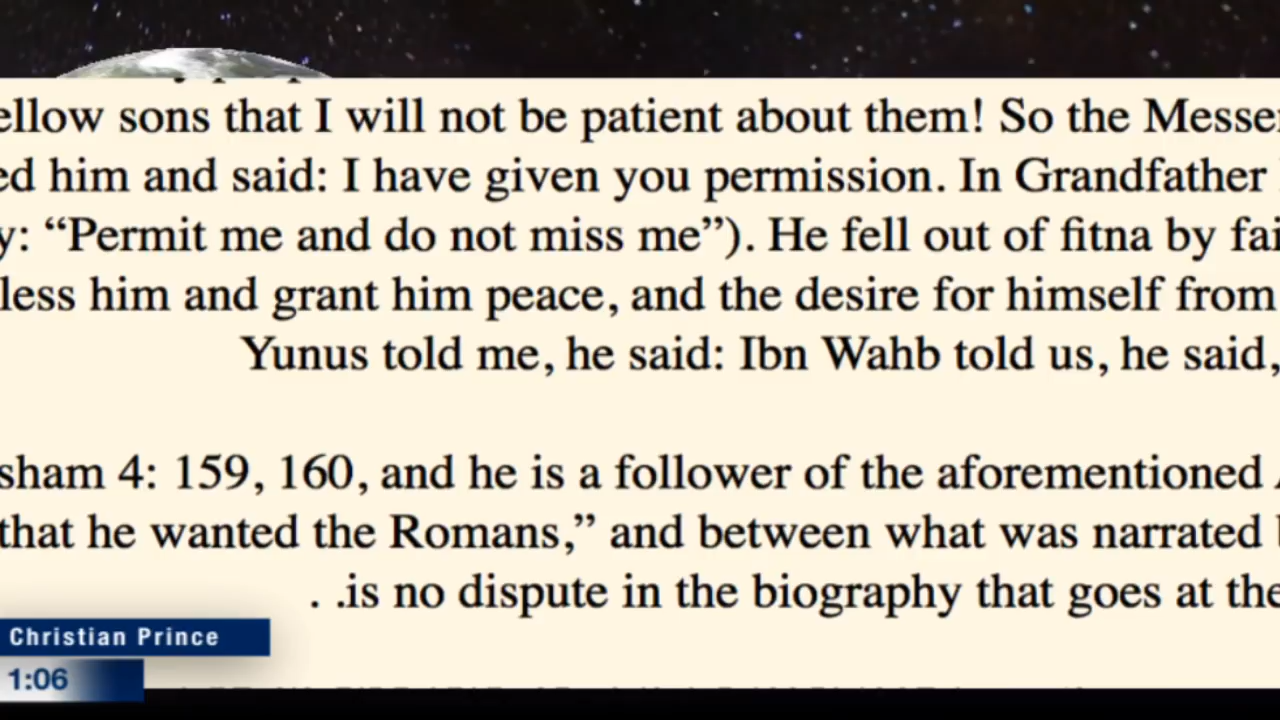 ellow sons that I will not be patient about them! So the Messe
ed him and said: I have given you permission. In Grandfather
y: “Permit me and do not miss me”). He fell out of fitna by fai
less him and grant him peace, and the desire for himself from
Yunus told me, he said: Ibn Wahb told us, he said,
sham 4: 159, 160, and he is a follower of the aforementioned
that he wanted the Romans,” and between what was narrated
. .is no dispute in the biography that goes at the
Christian Prince
1:06